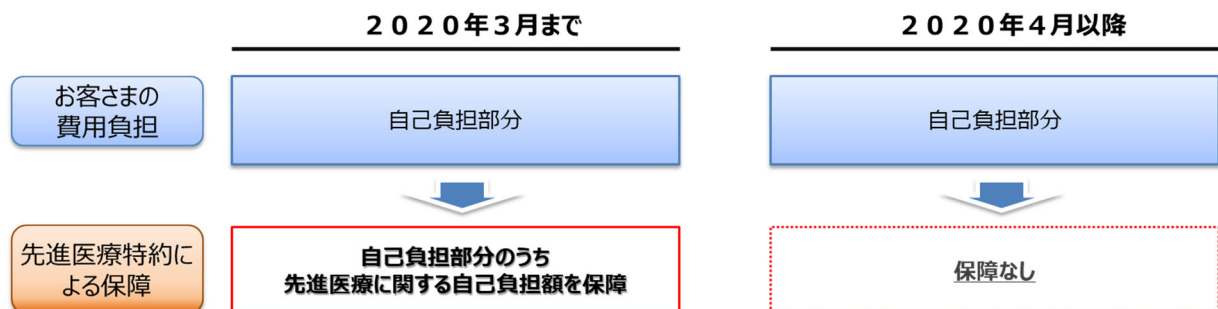 ２０２０年３月まで
２０２０年４月以降
お客さまの
費用負担
自己負担部分
自己負担部分
先進医療特約に
よる保障
自己負担部分のうち
先進医療に関する自己負担額を保障
保障なし